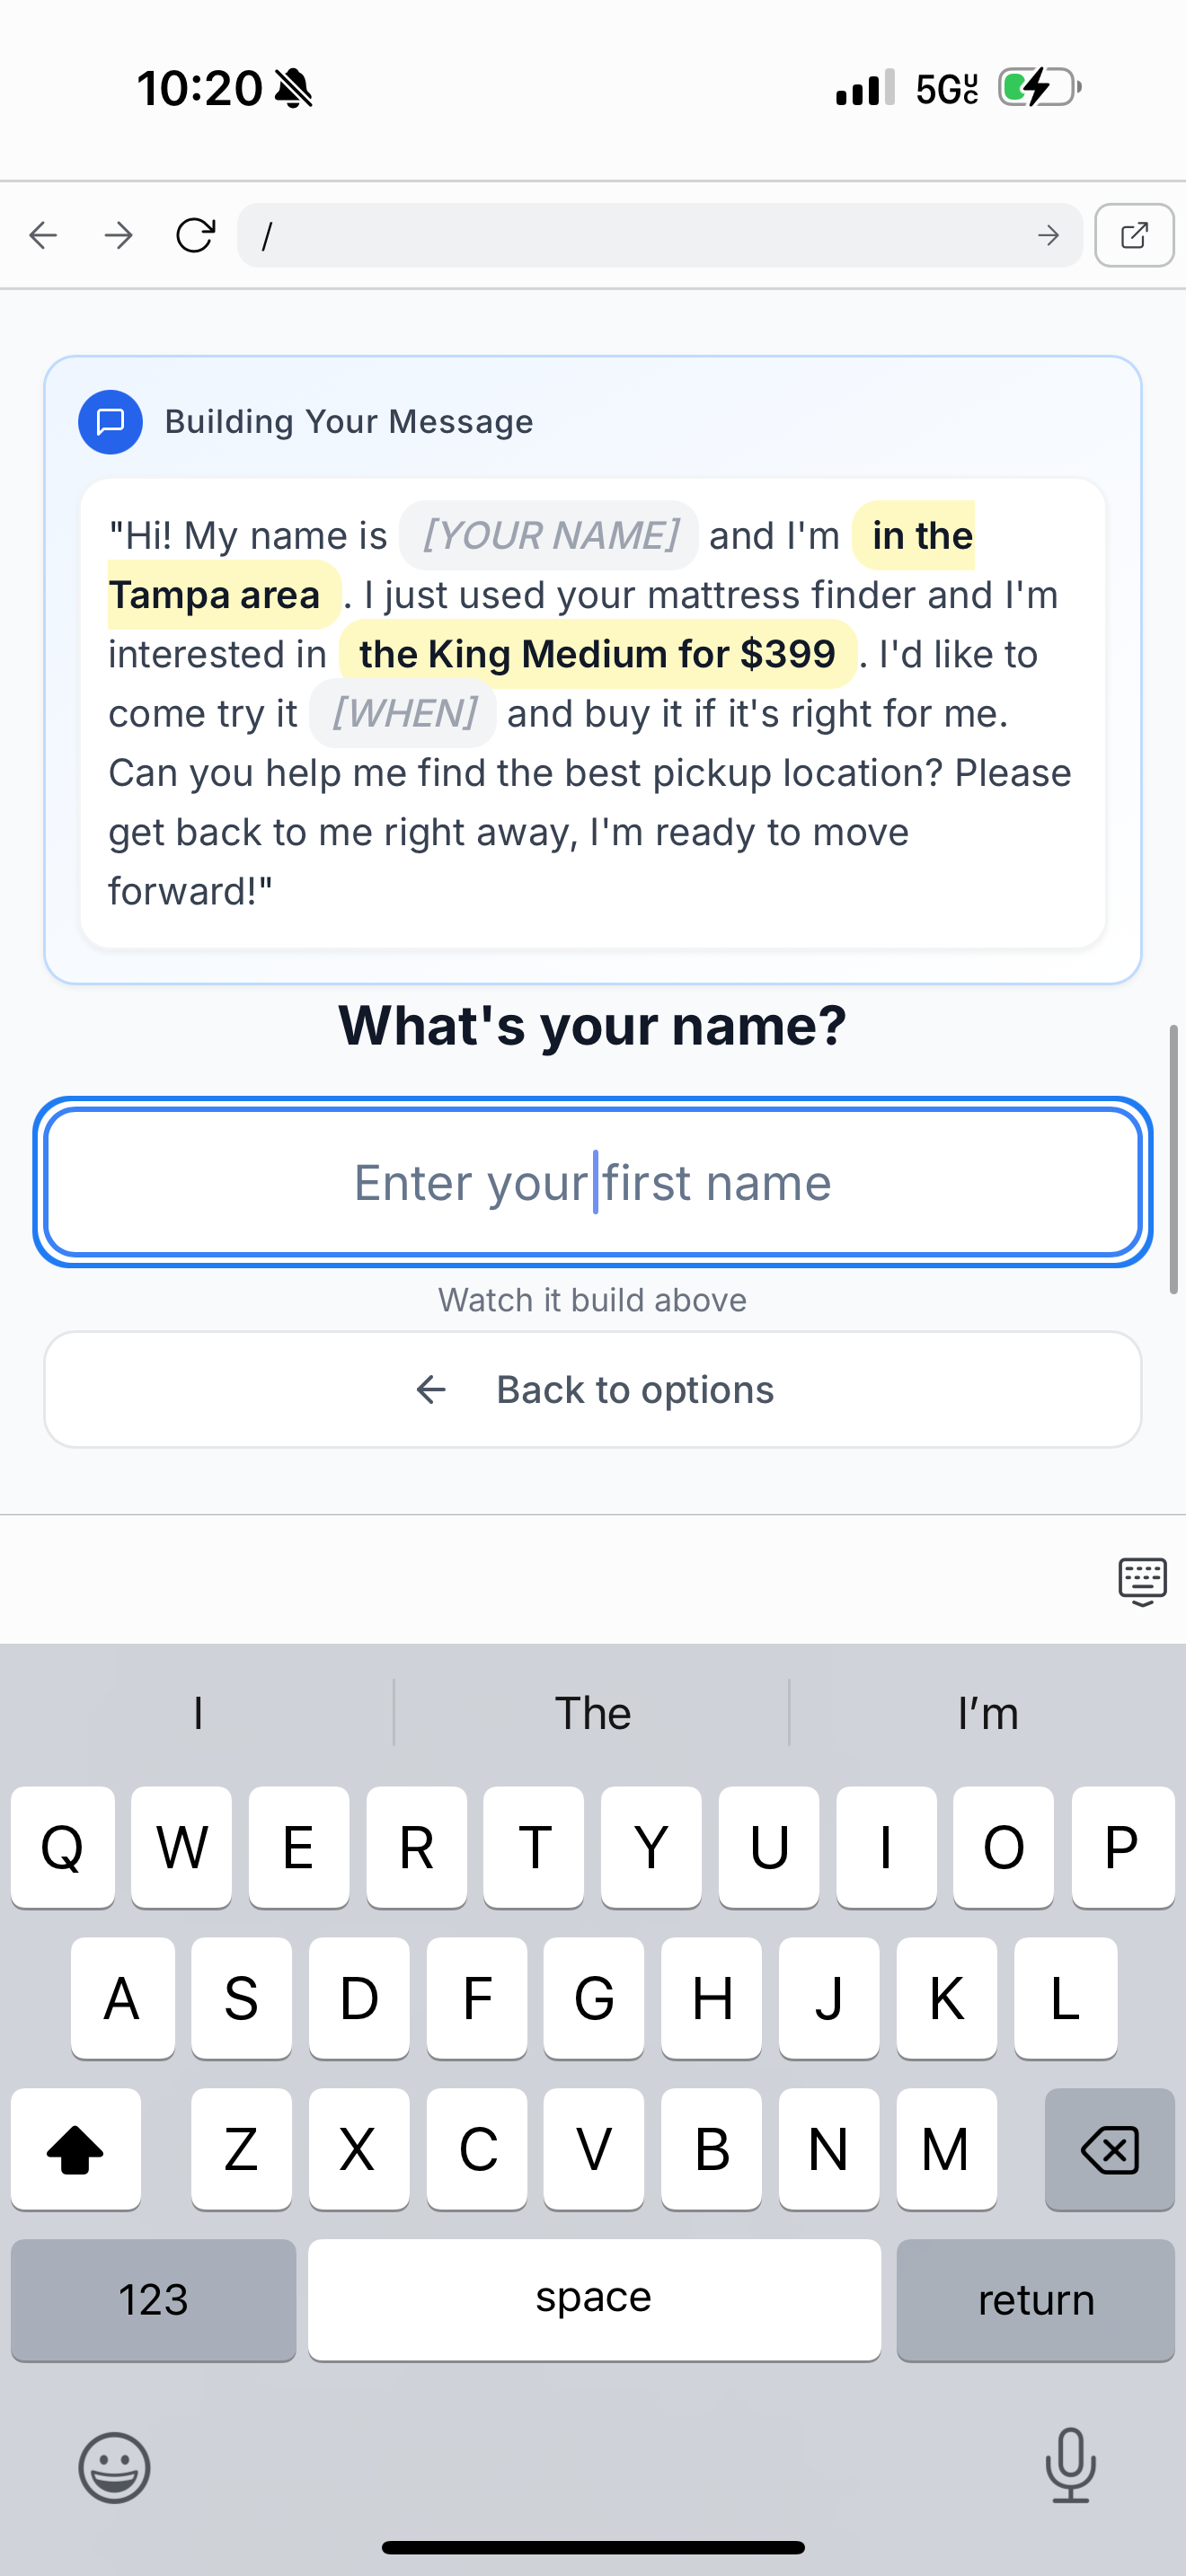 10:20
5GUC
/
Building Your Message
"Hi! My name is [YOUR NAME] and I'm in the
Tampa area . I just used your mattress finder and I'm
interested in the King Medium for $399 . I'd like to
come try it [WHEN] and buy it if it's right for me.
Can you help me find the best pickup location? Please
get back to me right away, I'm ready to move
forward!"
What's your name?
Enter your first name
Watch it build above
Back to options
I The I’m
Q W E R T Y U I O P
A S D F G H J K L
Z X C V B N M
123 space return